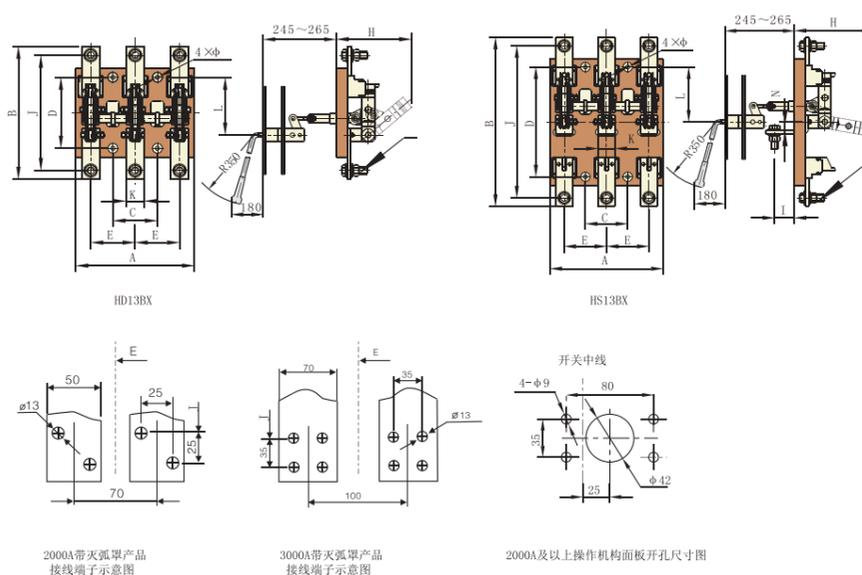 245～265
H
4×φ
B
J
D
L
R350
K
C
180
E
E
A
HD13BX
245～265
H
4×φ
B
J
D
L
N
R350
K
180
C
I
E
E
A
HS13BX
E
50
ø13
25
J
25
70
2000A带灭弧罩产品
接线端子示意图
E
70
35
J
ø13
35
100
3000A带灭弧罩产品
接线端子示意图
开关中线
4-φ9
80
35
25
φ42
2000A及以上操作机构面板开孔尺寸图